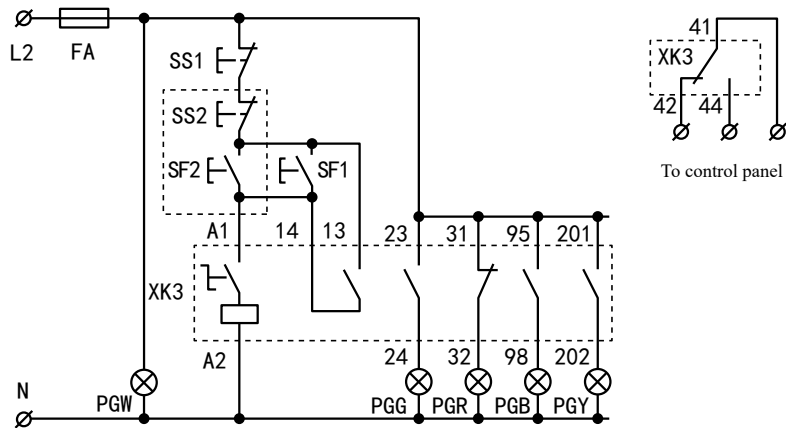 L2
FA
SS1
SS2
SF2
SF1
A1
14
13
23
31
95
201
XK3
A2
24
32
98
202
N
PGW
PGG
PGR
PGB
PGY
41
XK3
42
44
To control panel